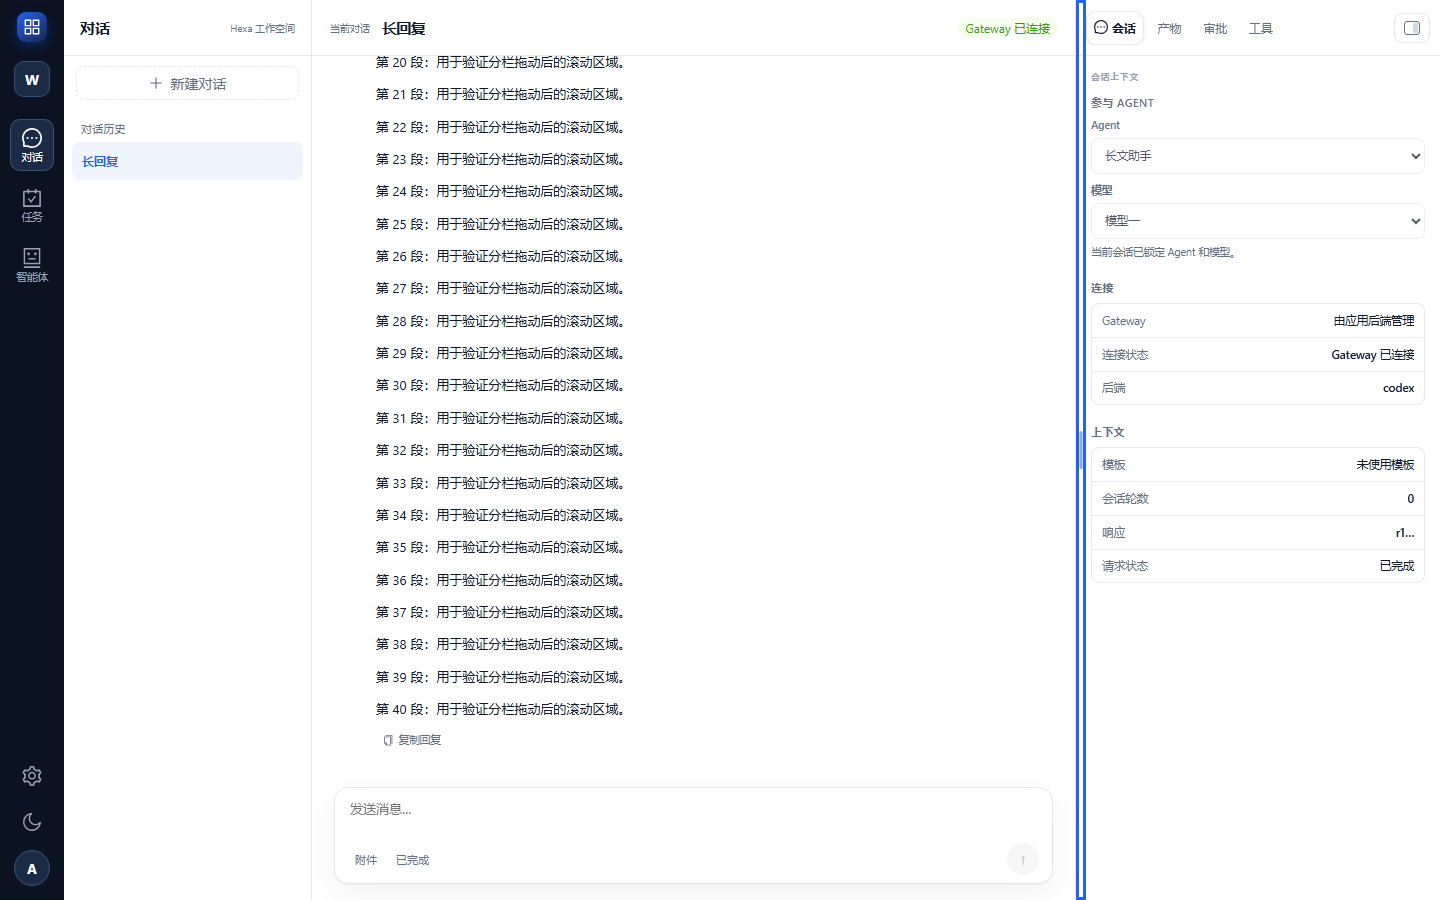 W
对话
任务
智能体
A
对话
Hexa 工作空间
新建对话
对话历史
长回复
当前对话
长回复
Gateway 已连接
第 20 段：用于验证分栏拖动后的滚动区域。
第 21 段：用于验证分栏拖动后的滚动区域。
第 22 段：用于验证分栏拖动后的滚动区域。
第 23 段：用于验证分栏拖动后的滚动区域。
第 24 段：用于验证分栏拖动后的滚动区域。
第 25 段：用于验证分栏拖动后的滚动区域。
第 26 段：用于验证分栏拖动后的滚动区域。
第 27 段：用于验证分栏拖动后的滚动区域。
第 28 段：用于验证分栏拖动后的滚动区域。
第 29 段：用于验证分栏拖动后的滚动区域。
第 30 段：用于验证分栏拖动后的滚动区域。
第 31 段：用于验证分栏拖动后的滚动区域。
第 32 段：用于验证分栏拖动后的滚动区域。
第 33 段：用于验证分栏拖动后的滚动区域。
第 34 段：用于验证分栏拖动后的滚动区域。
第 35 段：用于验证分栏拖动后的滚动区域。
第 36 段：用于验证分栏拖动后的滚动区域。
第 37 段：用于验证分栏拖动后的滚动区域。
第 38 段：用于验证分栏拖动后的滚动区域。
第 39 段：用于验证分栏拖动后的滚动区域。
第 40 段：用于验证分栏拖动后的滚动区域。
复制回复
发送消息...
附件 已完成
会话 产物 审批 工具
会话上下文
参与 AGENT
Agent
长文助手
模型
模型一
当前会话已锁定 Agent 和模型。
连接
Gateway 由应用后端管理
连接状态 Gateway 已连接
后端 codex
上下文
模板 未使用模板
会话轮数 0
响应 r1...
请求状态 已完成